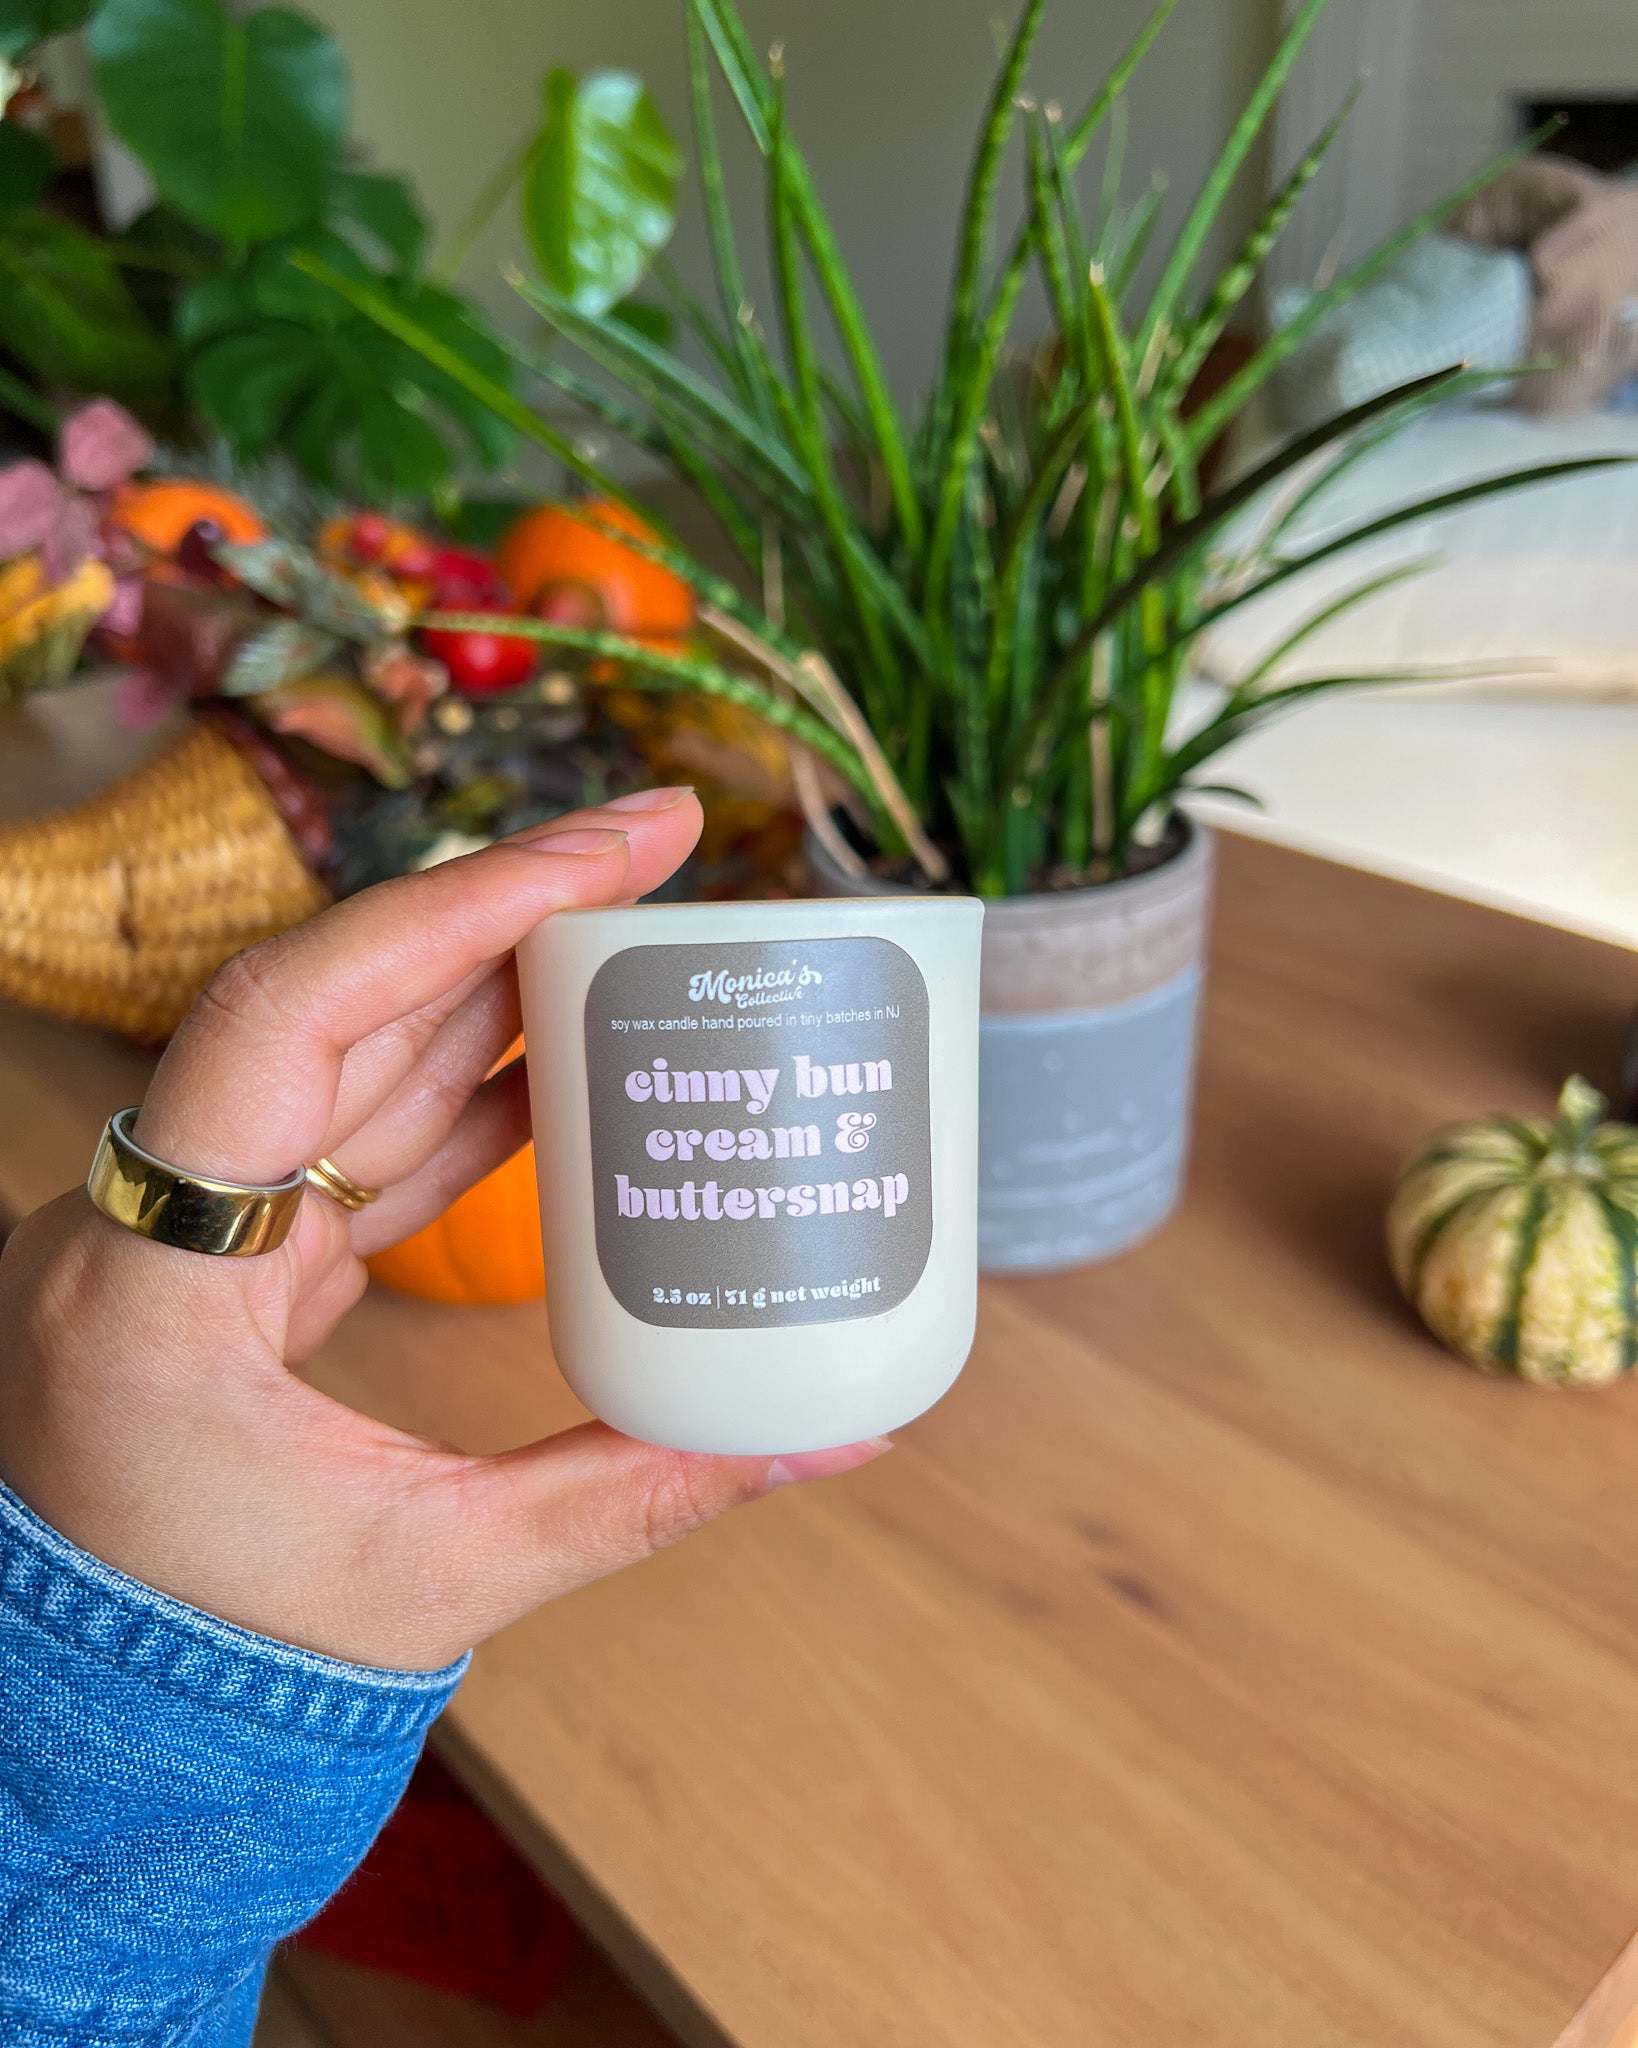 Monica's
Collective
soy wax candle hand poured in tiny batches in NJ
cinny bun
cream &
buttersnap
2.5 oz | 71 g net weight